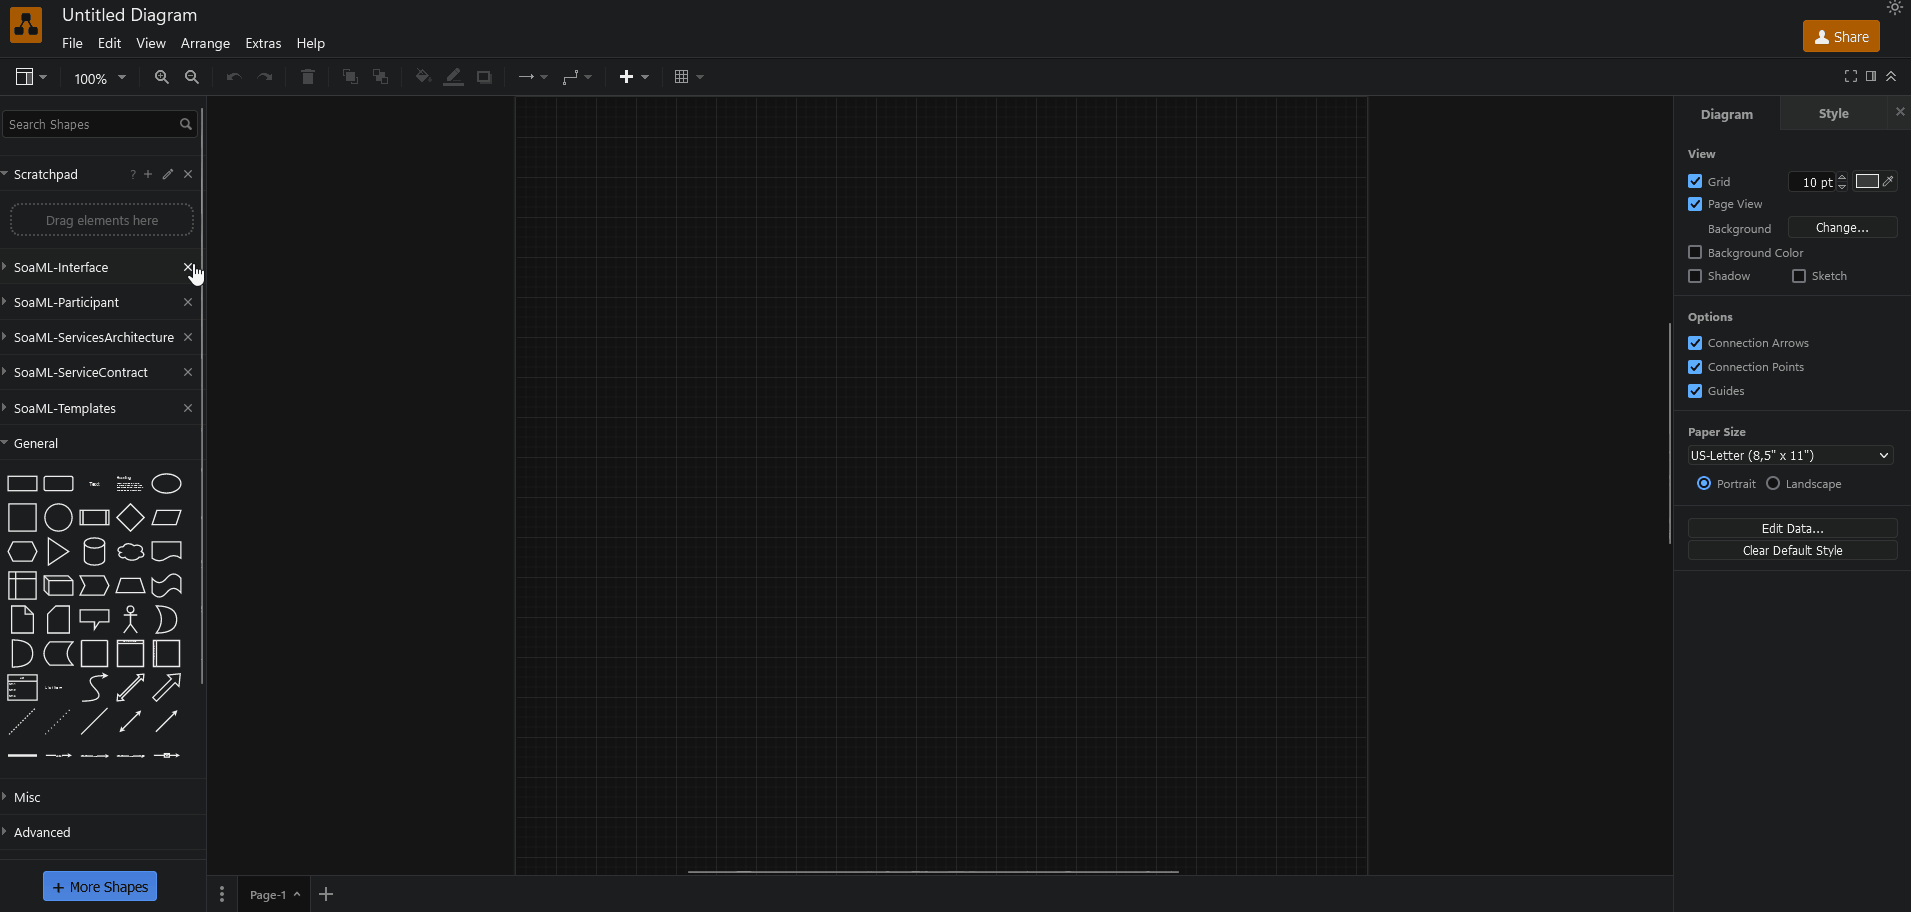 Untitled Diagram
File Edit View Arrange Extras Help
Share
100%
Search Shapes
Scratchpad ? +
Drag elements here
SoaML-Interface
SoaML-Participant
SoaML-ServicesArchitecture
SoaML-ServiceContract
SoaML-Templates
General
Text
Heading
List Item
Misc
Advanced
+ More Shapes
Page-1
Diagram Style
View
Grid 10 pt
Page View
Background Change...
Background Color
Shadow Sketch
Options
Connection Arrows
Connection Points
Guides
Paper Size
US-Letter (8,5" x 11")
Portrait Landscape
Edit Data...
Clear Default Style